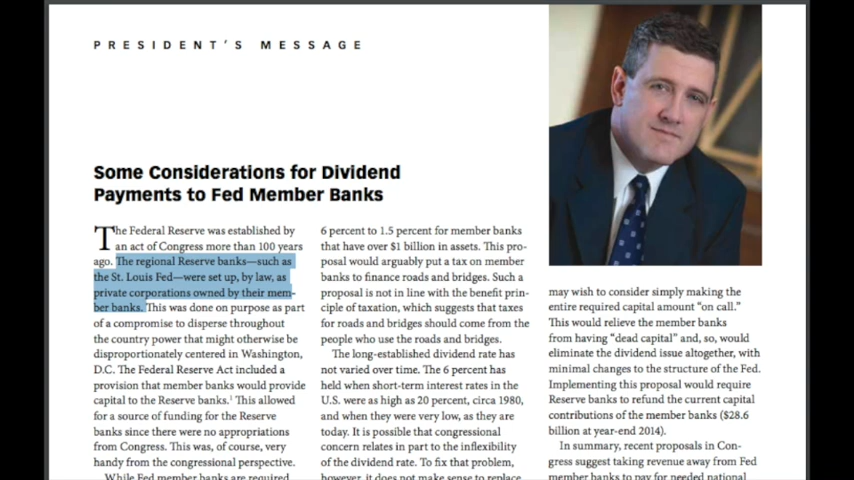 PRESIDENT'S MESSAGE
Some Considerations for Dividend
Payments to Fed Member Banks
The Federal Reserve was established by
an act of Congress more than 100 years
ago. The regional Reserve banks—such as
the St. Louis Fed—were set up, by law, as
private corporations owned by their mem-
ber banks. This was done on purpose as part
of a compromise to disperse throughout
the country power that might otherwise be
disproportionately centered in Washington,
D.C. The Federal Reserve Act included a
provision that member banks would provide
capital to the Reserve banks.¹ This allowed
for a source of funding for the Reserve
banks since there were no appropriations
from Congress. This was, of course, very
handy from the congressional perspective.
While Fed member banks are required
6 percent to 1.5 percent for member banks
that have over $1 billion in assets. This pro-
posal would arguably put a tax on member
banks to finance roads and bridges. Such a
proposal is not in line with the benefit prin-
ciple of taxation, which suggests that taxes
for roads and bridges should come from the
people who use the roads and bridges.
The long-established dividend rate has
not varied over time. The 6 percent has
held when short-term interest rates in the
U.S. were as high as 20 percent, circa 1980,
and when they were very low, as they are
today. It is possible that congressional
concern relates in part to the inflexibility
of the dividend rate. To fix that problem,
however, it does not make sense to replace
may wish to consider simply making the
entire required capital amount “on call.”
This would relieve the member banks
from having “dead capital” and, so, would
eliminate the dividend issue altogether, with
minimal changes to the structure of the Fed.
Implementing this proposal would require
Reserve banks to refund the current capital
contributions of the member banks ($28.6
billion at year-end 2014).
In summary, recent proposals in Con-
gress suggest taking revenue away from Fed
member banks to pay for needed national